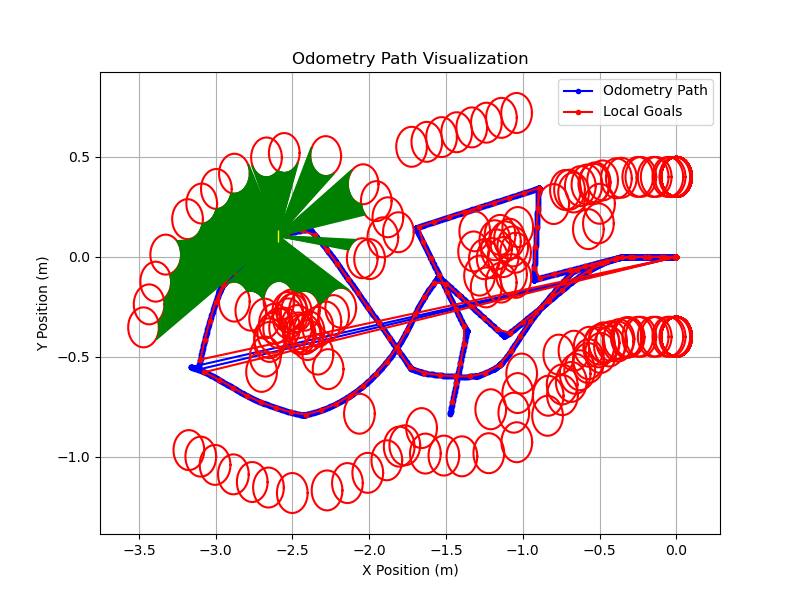 Odometry Path Visualization
Odometry Path
Local Goals
Y Position (m)
0.5
0.0
−0.5
−1.0
−3.5 −3.0 −2.5 −2.0 −1.5 −1.0 −0.5 0.0
X Position (m)